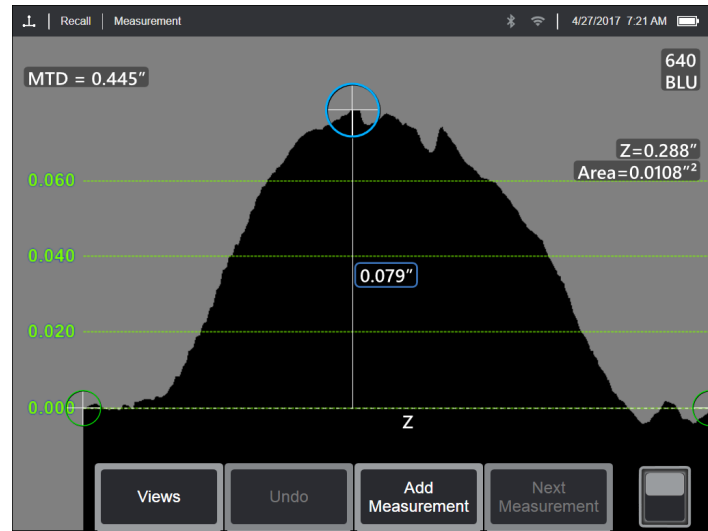 Recall Measurement 4/27/2017 7:21 AM
MTD = 0.445"
640
BLU
Z=0.288"
Area=0.0108"²
0.060
0.040
0.079"
0.020
0.000
Z
Views
Undo
Add
Measurement
Next
Measurement